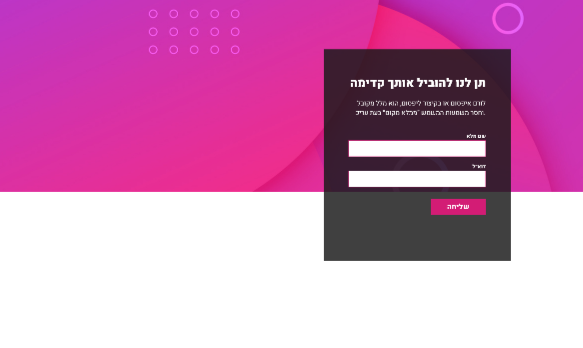 תן לנו להוביל אותך קדימה
לורם איפסום או בקיצור ליפסום, הוא מלל מקובל
וחסר משמעות המשמש "ממלא מקום" בעת עריכ.
שם מלא
דוא״ל
שליחה